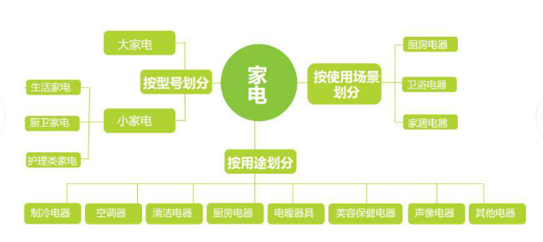 家电
按型号划分
大家电
小家电
生活家电
厨卫家电
护理类家电
按使用场景
划分
厨房电器
卫浴电器
家居电器
按用途划分
制冷电器
空调器
清洁电器
厨房电器
电暖器具
美容保健电器
声像电器
其他电器